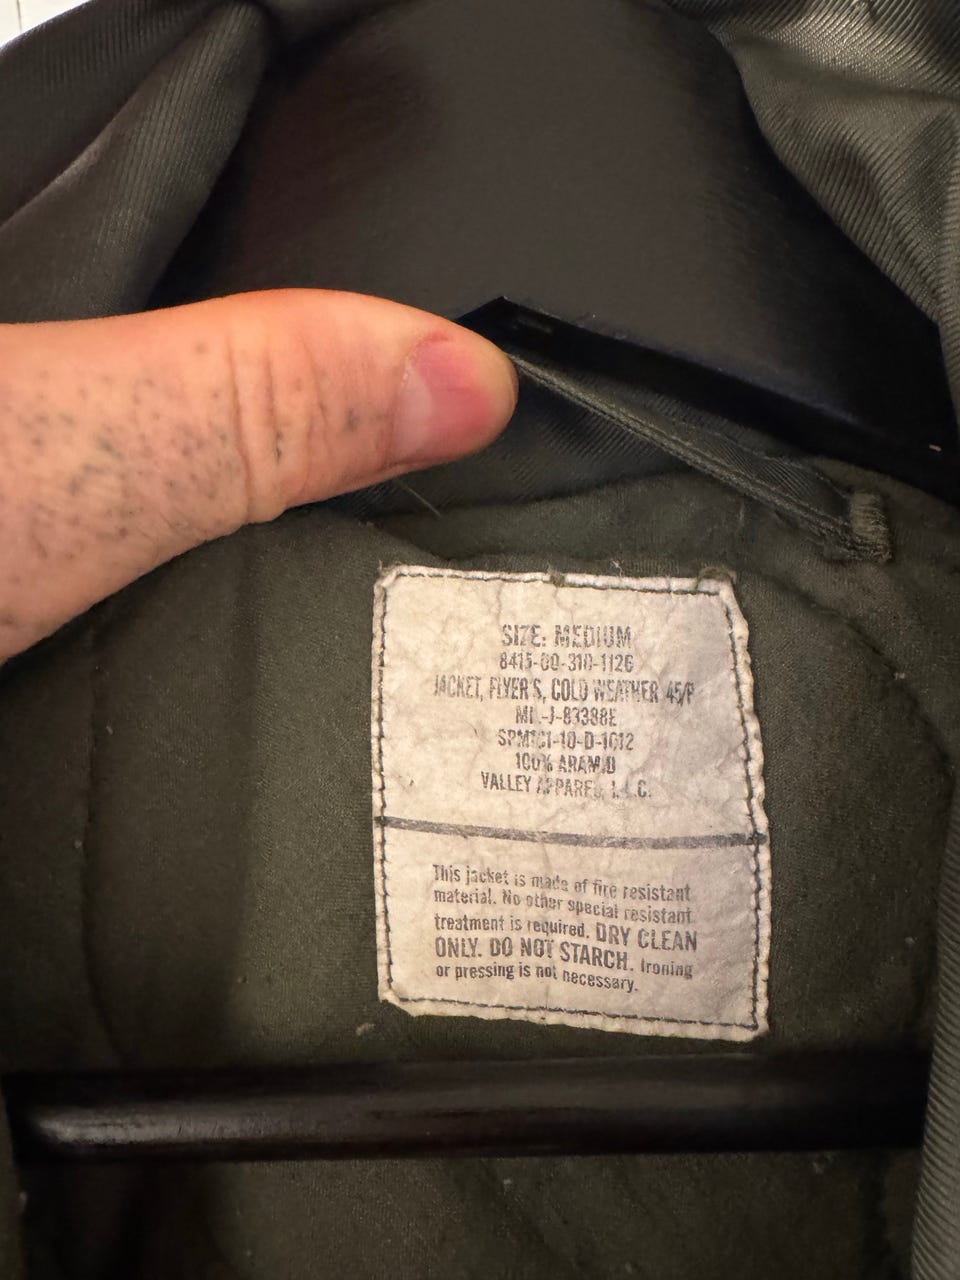 SIZE: MEDIUM
8415-00-310-1126
JACKET, FLYER'S, COLD WEATHER 45/P
MIL-J-83388E
SPM1C1-10-D-1012
100% ARAMID
VALLEY APPAREL, L.L.C.
This jacket is made of fire resistant
material. No other special resistant
treatment is required. DRY CLEAN
ONLY. DO NOT STARCH. Ironing
or pressing is not necessary.